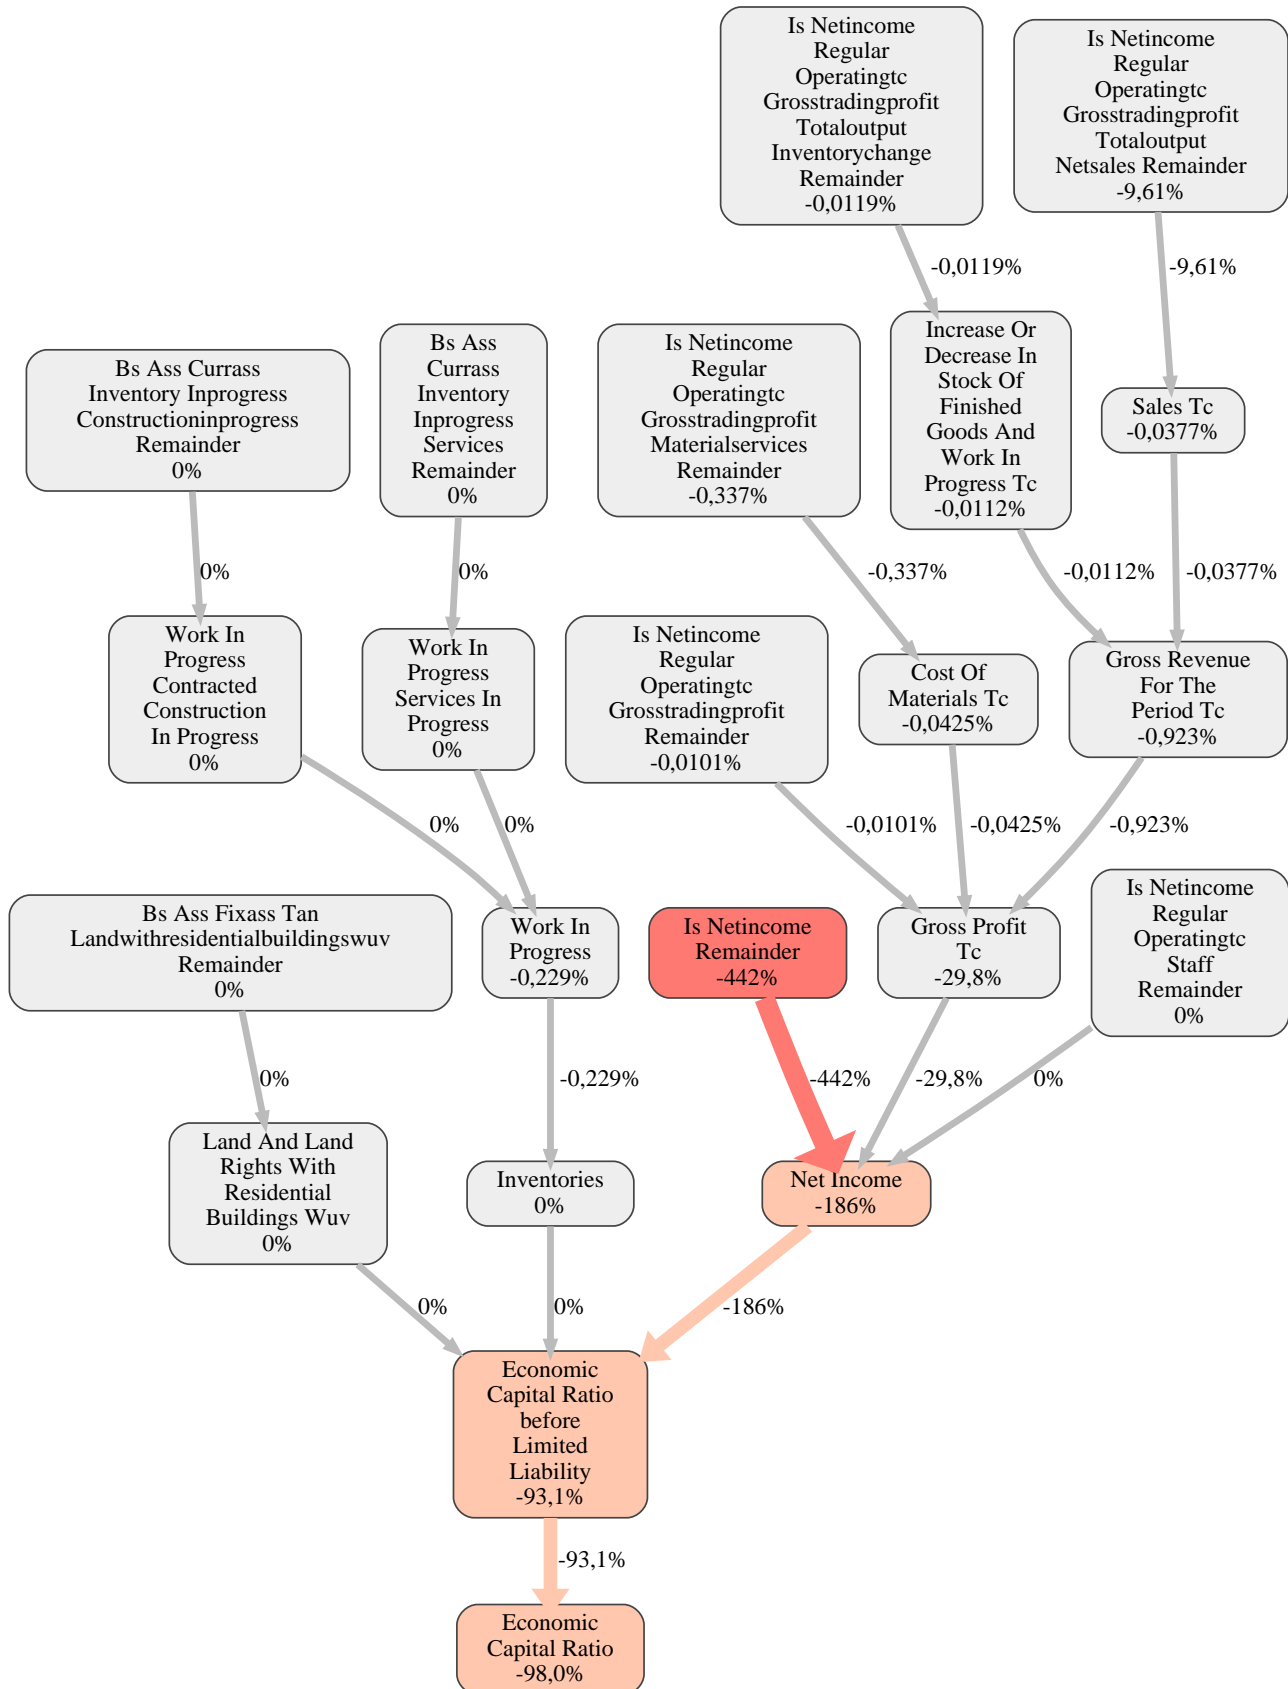 Is Netincome
Regular
Operatingtc
Grosstradingprofit
Totaloutput
Inventorychange
Remainder
-0,0119%
Is Netincome
Regular
Operatingtc
Grosstradingprofit
Totaloutput
Netsales Remainder
-9,61%
-0,0119%
-9,61%
Bs Ass Currass
Inventory Inprogress
Constructioninprogress
Remainder
0%
Bs Ass
Currass
Inventory
Inprogress
Services
Remainder
0%
Is Netincome
Regular
Operatingtc
Grosstradingprofit
Materialservices
Remainder
-0,337%
Increase Or
Decrease In
Stock Of
Finished
Goods And
Work In
Progress Tc
-0,0112%
Sales Tc
-0,0377%
0%
0%
-0,337%
-0,0112%
-0,0377%
Work In
Progress
Contracted
Construction
In Progress
0%
Work In
Progress
Services In
Progress
0%
Is Netincome
Regular
Operatingtc
Grosstradingprofit
Remainder
-0,0101%
Cost Of
Materials Tc
-0,0425%
Gross Revenue
For The
Period Tc
-0,923%
0%
0%
-0,0101%
-0,0425%
-0,923%
Bs Ass Fixass Tan
Landwithresidentialbuildingswuv
Remainder
0%
Work In
Progress
-0,229%
Is Netincome
Remainder
-442%
Gross Profit
Tc
-29,8%
Is Netincome
Regular
Operatingtc
Staff
Remainder
0%
0%
-0,229%
-442%
-29,8%
0%
Land And Land
Rights With
Residential
Buildings Wuv
0%
Inventories
0%
Net Income
-186%
0%
0%
-186%
Economic
Capital Ratio
before
Limited
Liability
-93,1%
-93,1%
Economic
Capital Ratio
-98,0%